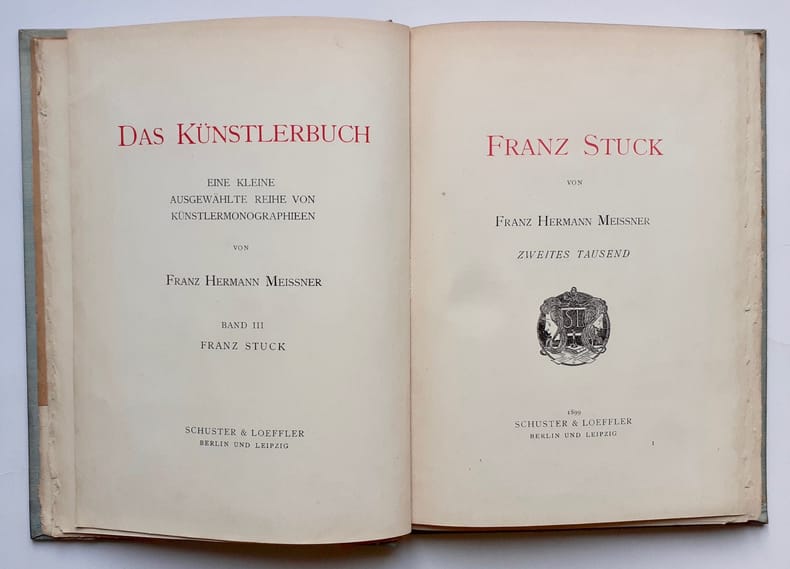 DAS KÜNSTLERBUCH
EINE KLEINE
AUSGEWÄHLTE REIHE VON
KÜNSTLERMONOGRAPHIEEN
VON
FRANZ HERMANN MEISSNER
BAND III
FRANZ STUCK
SCHUSTER & LOEFFLER
BERLIN UND LEIPZIG
FRANZ STUCK
VON
FRANZ HERMANN MEISSNER
ZWEITES TAUSEND
1899
SCHUSTER & LOEFFLER
BERLIN UND LEIPZIG
1